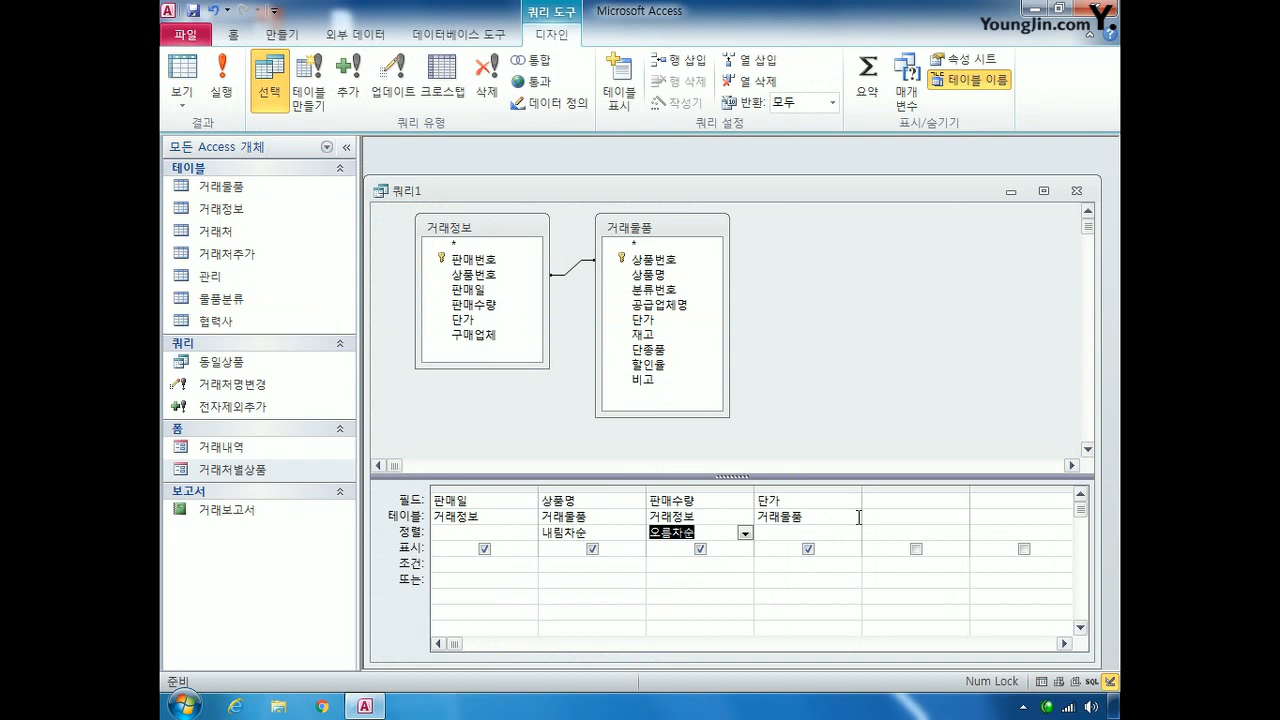 쿼리 도구 Microsoft Access
YoungJin.com Y.
파일 홈 만들기 외부 데이터 데이터베이스 도구 디자인
보기 실행 선택 테이블 만들기 추가 업데이트 크로스탭 삭제 통합 통과 데이터 정의 테이블 표시 행 삽입 행 삭제 작성기 열 삽입 열 삭제 반환: 모두 요약 매개 변수 속성 시트 테이블 이름
결과 쿼리 유형 쿼리 설정 표시/숨기기
모든 Access 개체
테이블
거래물품
거래정보
거래처
거래처추가
관리
물품분류
협력사
쿼리
동일상품
거래처명변경
전자제외추가
폼
거래내역
거래처별상품
보고서
거래보고서
쿼리1
거래정보
*
판매번호
상품번호
판매일
판매수량
단가
구매업체
거래물품
*
상품번호
상품명
분류번호
공급업체명
단가
재고
단종품
할인율
비고
필드: 판매일 상품명 판매수량 단가
테이블: 거래정보 거래물품 거래정보 거래물품
정렬: 내림차순 오름차순
표시:
조건:
또는:
준비 Num Lock SQL